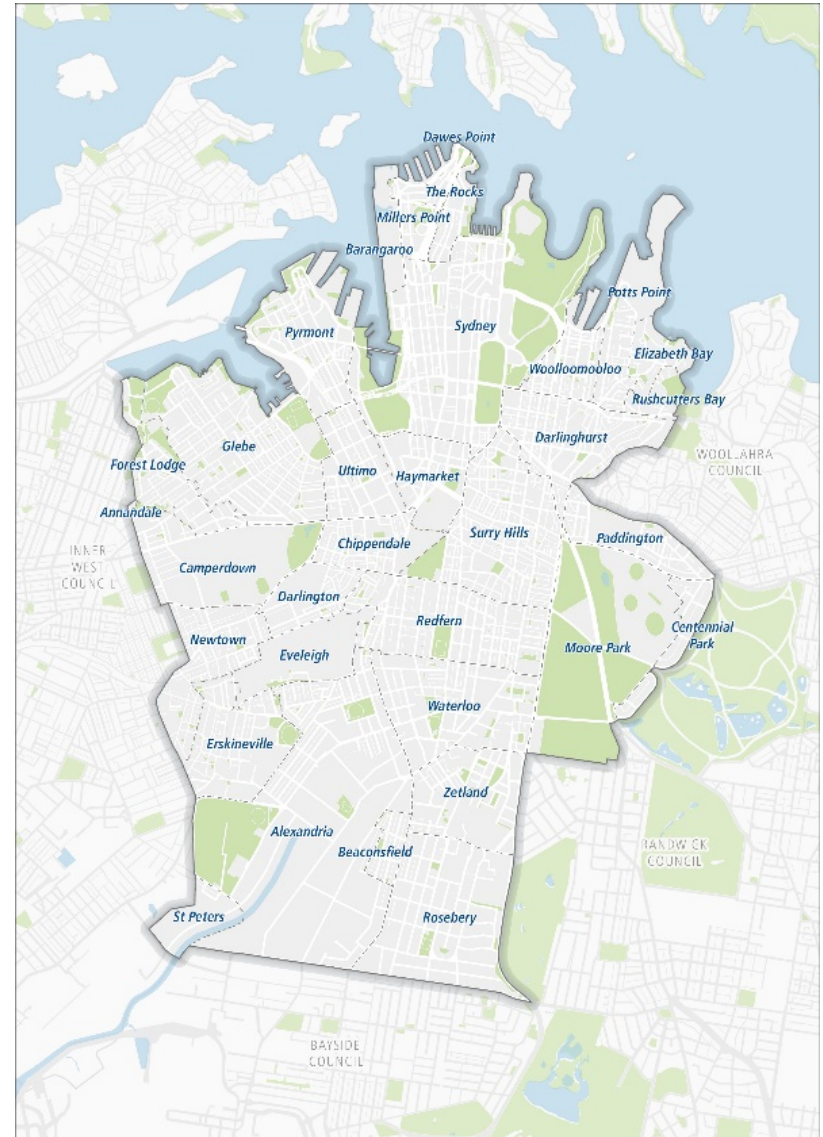 Dawes Point
The Rocks
Millers Point
Barangaroo
Potts Point
Pyrmont
Sydney
Elizabeth Bay
Woolloomooloo
Rushcutters Bay
Darlinghurst
Glebe
WOOLLAHRA
COUNCIL
Forest Lodge
Ultimo
Haymarket
Annandale
Surry Hills
Paddington
Chippendale
INNER
WEST
COUNCIL
Camperdown
Darlington
Redfern
Centennial
Park
Newtown
Moore Park
Eveleigh
Waterloo
Erskineville
Zetland
Alexandria
Beaconsfield
RANDWICK
COUNCIL
St Peters
Rosebery
BAYSIDE
COUNCIL